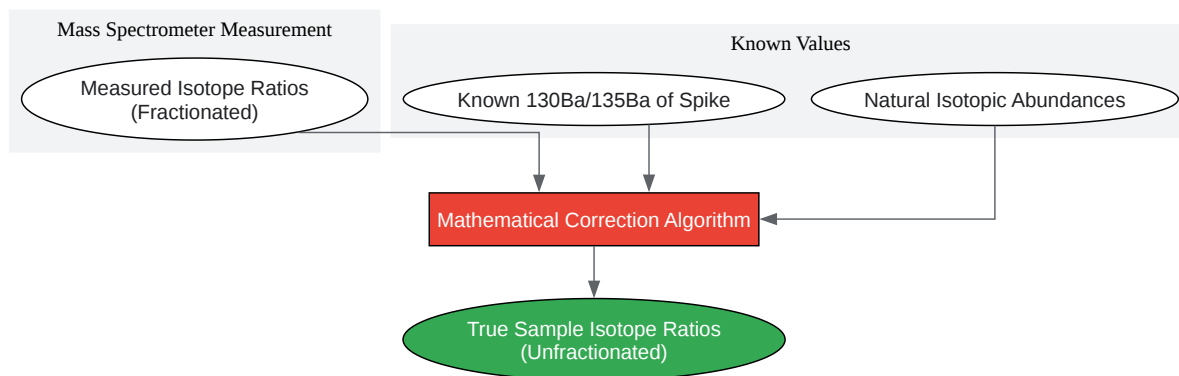 Mass Spectrometer Measurement
Known Values
Measured Isotope Ratios
(Fractionated)
Known 130Ba/135Ba of Spike
Natural Isotopic Abundances
Mathematical Correction Algorithm
True Sample Isotope Ratios
(Unfractionated)